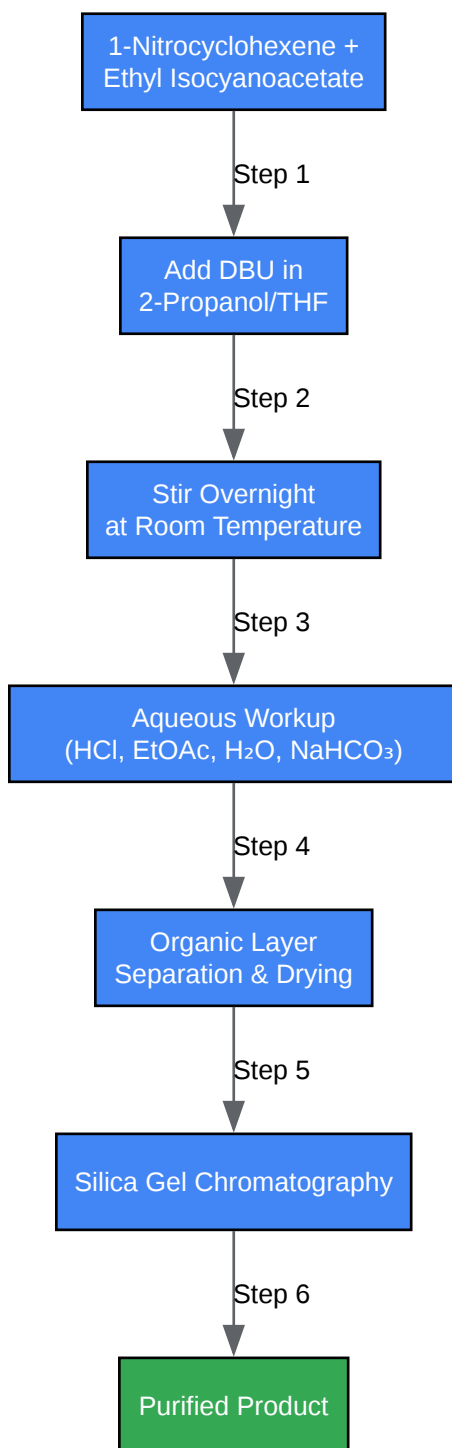 1-Nitrocyclohexene +
Ethyl Isocyanoacetate
Step 1
Add DBU in
2-Propanol/THF
Step 2
Stir Overnight
at Room Temperature
Step 3
Aqueous Workup
(HCl, EtOAc, H₂O, NaHCO₃)
Step 4
Organic Layer
Separation & Drying
Step 5
Silica Gel Chromatography
Step 6
Purified Product